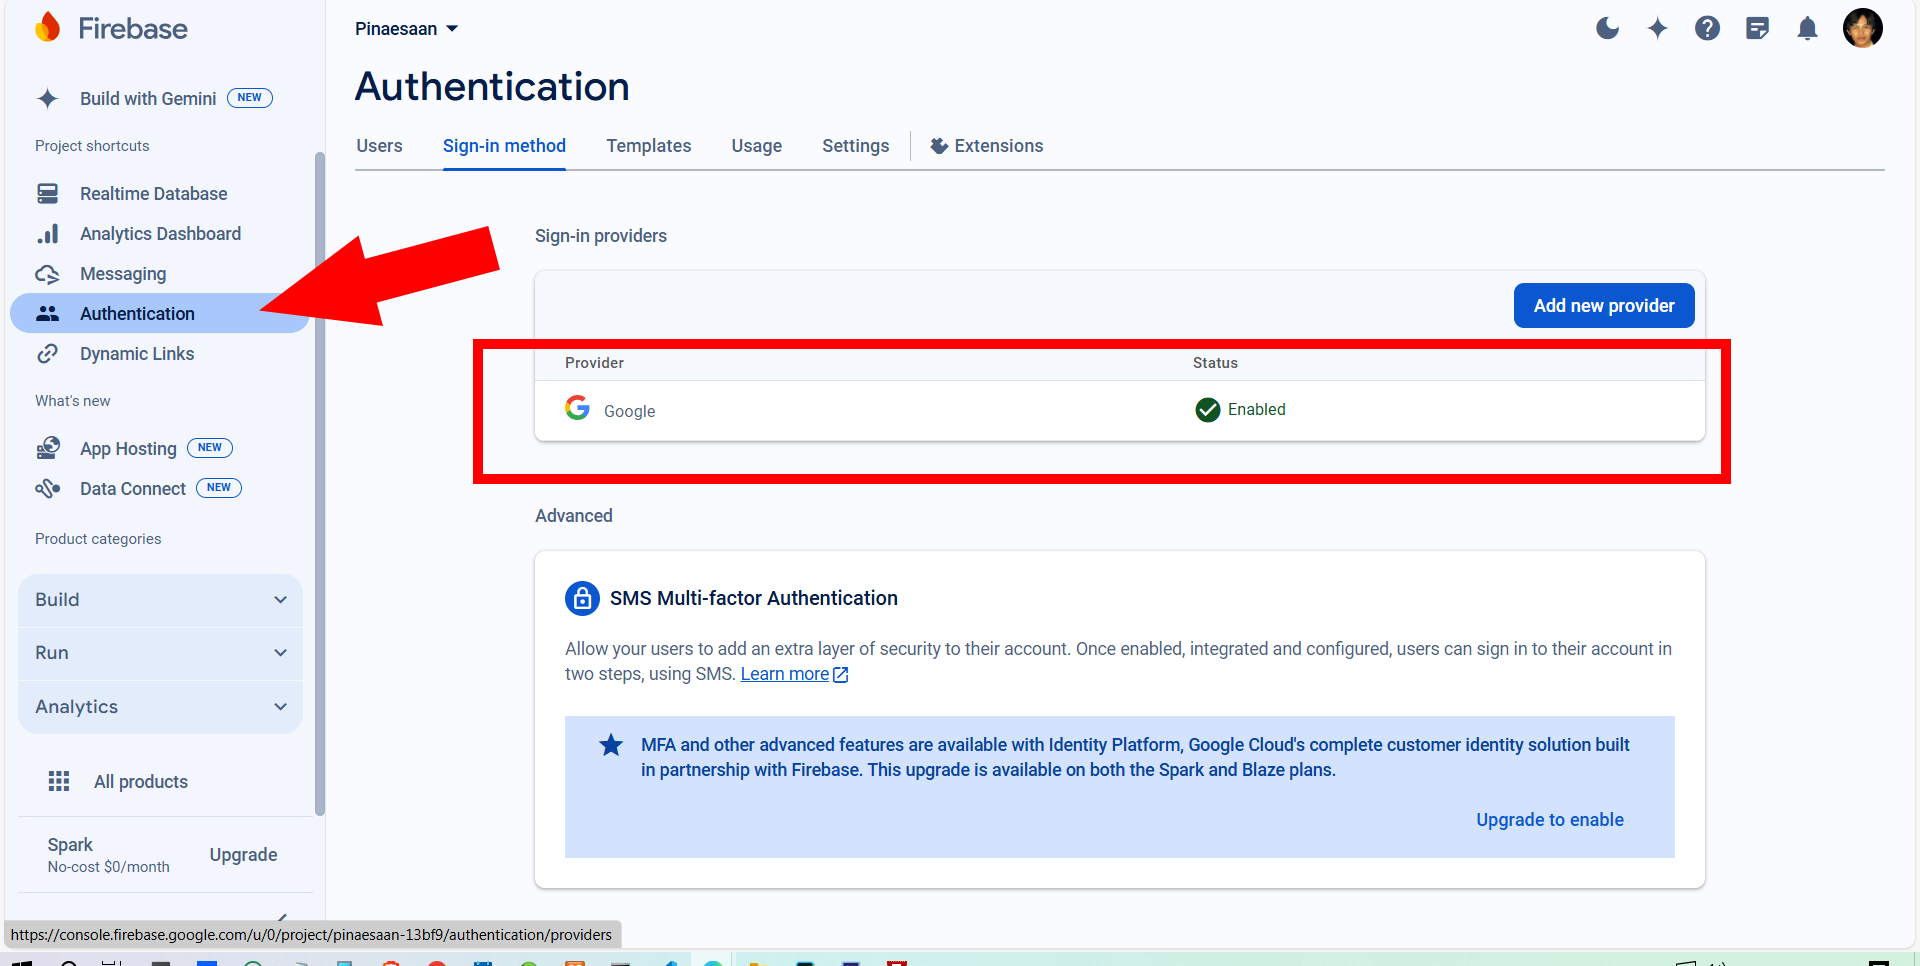 Firebase
Build with Gemini NEW
Project shortcuts
Realtime Database
Analytics Dashboard
Messaging
Authentication
Dynamic Links
What's new
App Hosting NEW
Data Connect NEW
Product categories
Build
Run
Analytics
All products
Spark
No-cost $0/month
Upgrade
Pinaesaan
Authentication
Users Sign-in method Templates Usage Settings Extensions
Sign-in providers
Add new provider
Provider Status
Google Enabled
Advanced
SMS Multi-factor Authentication
Allow your users to add an extra layer of security to their account. Once enabled, integrated and configured, users can sign in to their account in
two steps, using SMS. Learn more
MFA and other advanced features are available with Identity Platform, Google Cloud's complete customer identity solution built
in partnership with Firebase. This upgrade is available on both the Spark and Blaze plans.
Upgrade to enable
https://console.firebase.google.com/u/0/project/pinaesaan-13bf9/authentication/providers